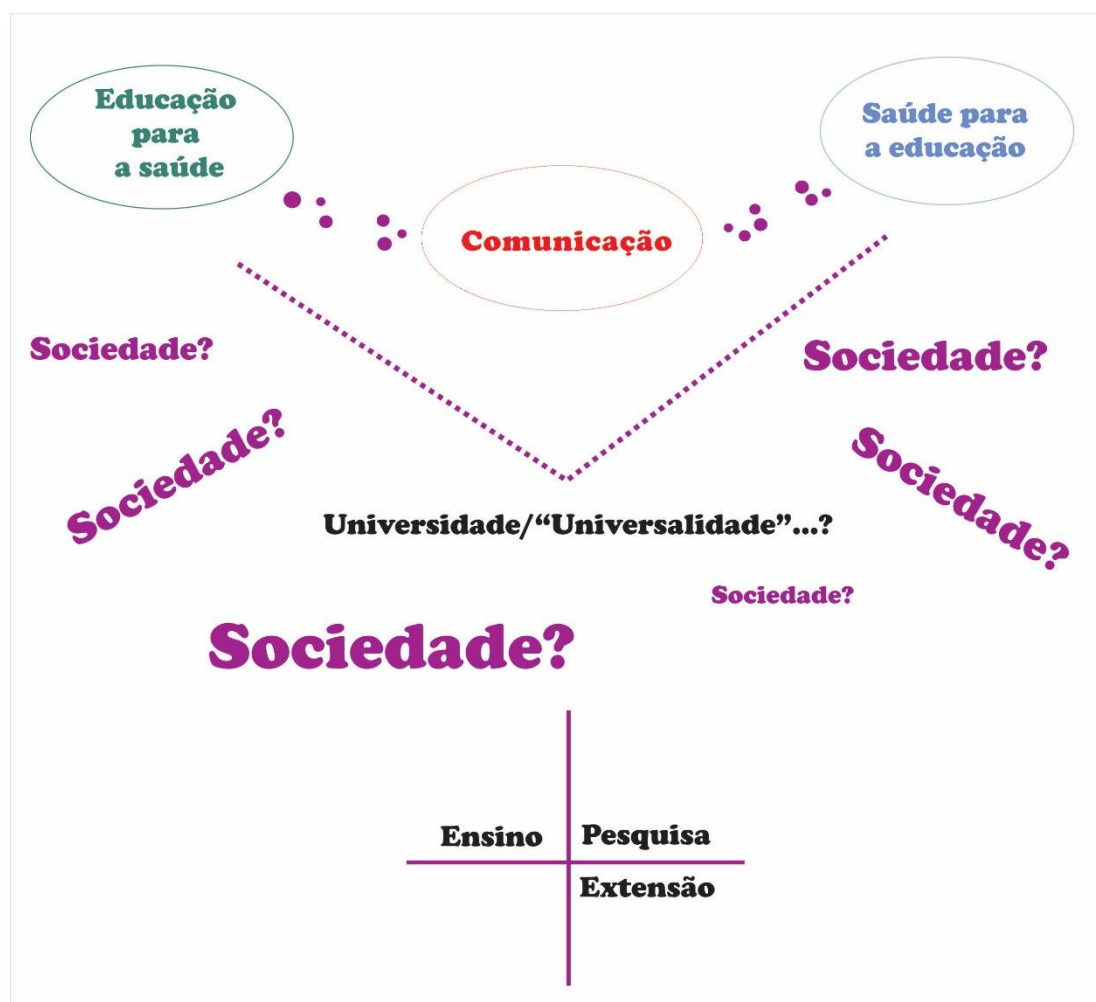 Educação
para
a saúde
Saúde para
a educação
Comunicação
Sociedade?
Sociedade?
Sociedade?
Sociedade?
Universidade/“Universalidade”...?
Sociedade?
Sociedade?
Ensino
Pesquisa
Extensão